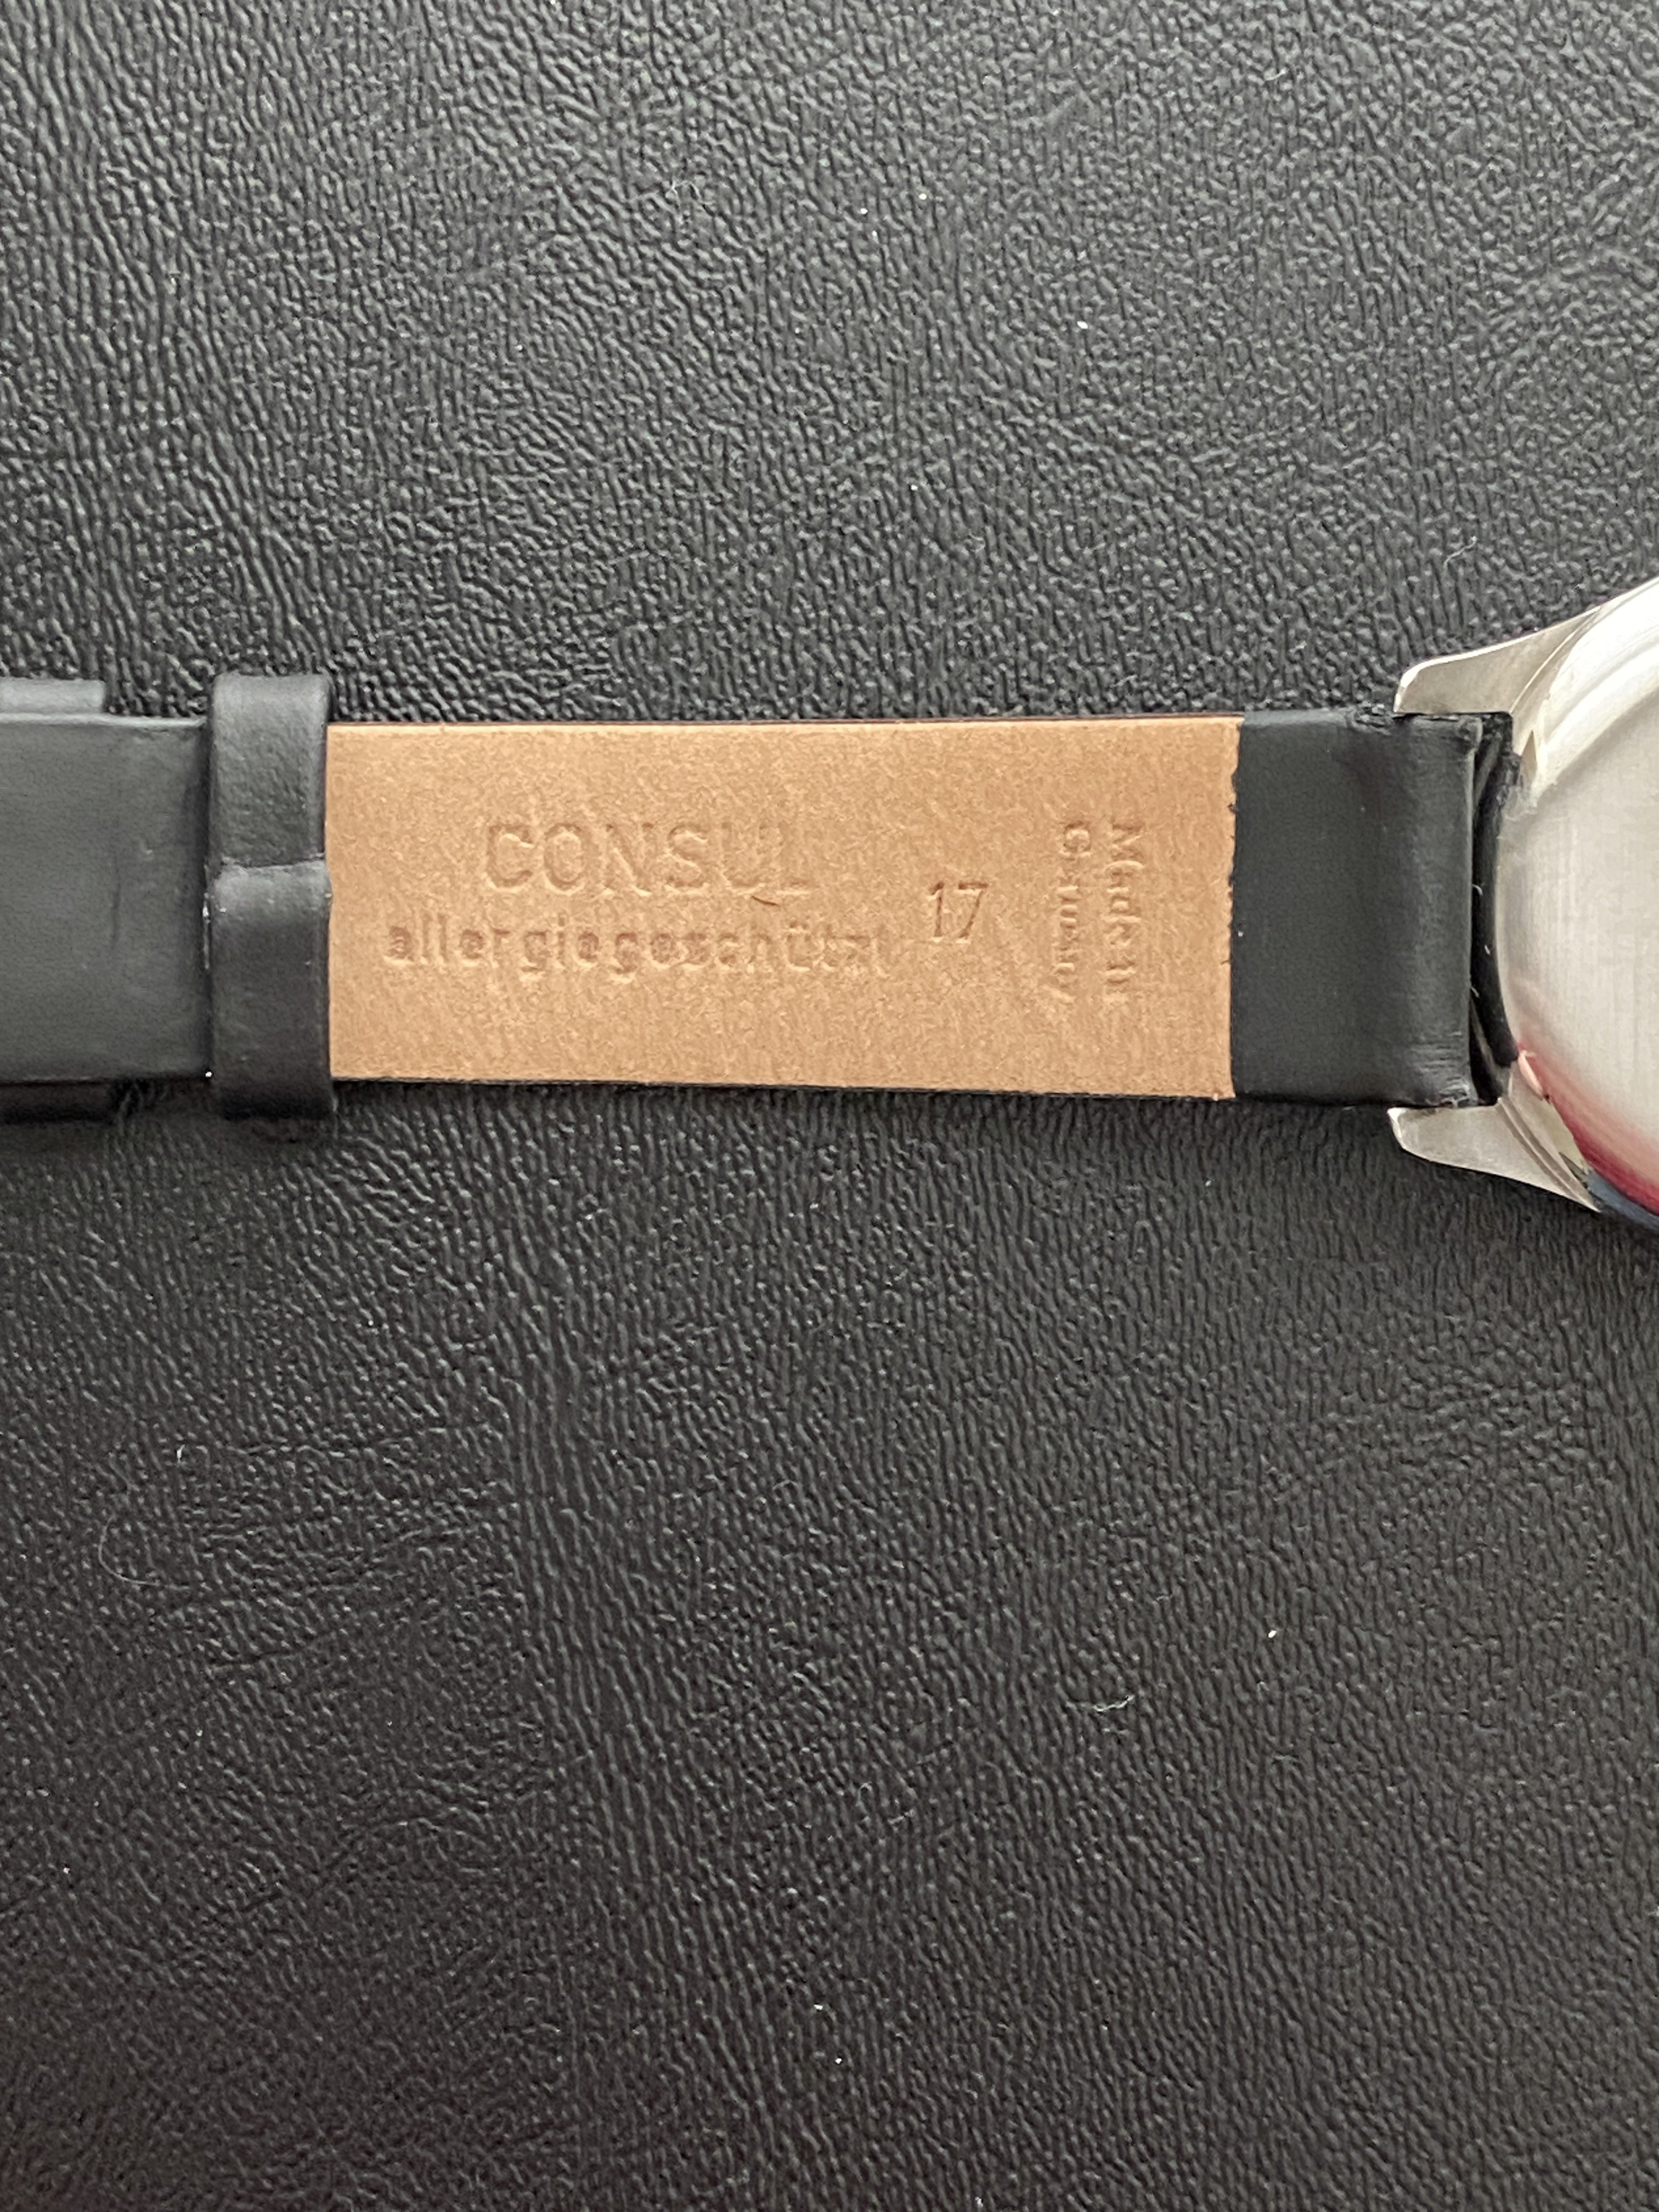 CONSUL
allergiegeschützt
17
Made in
Germany